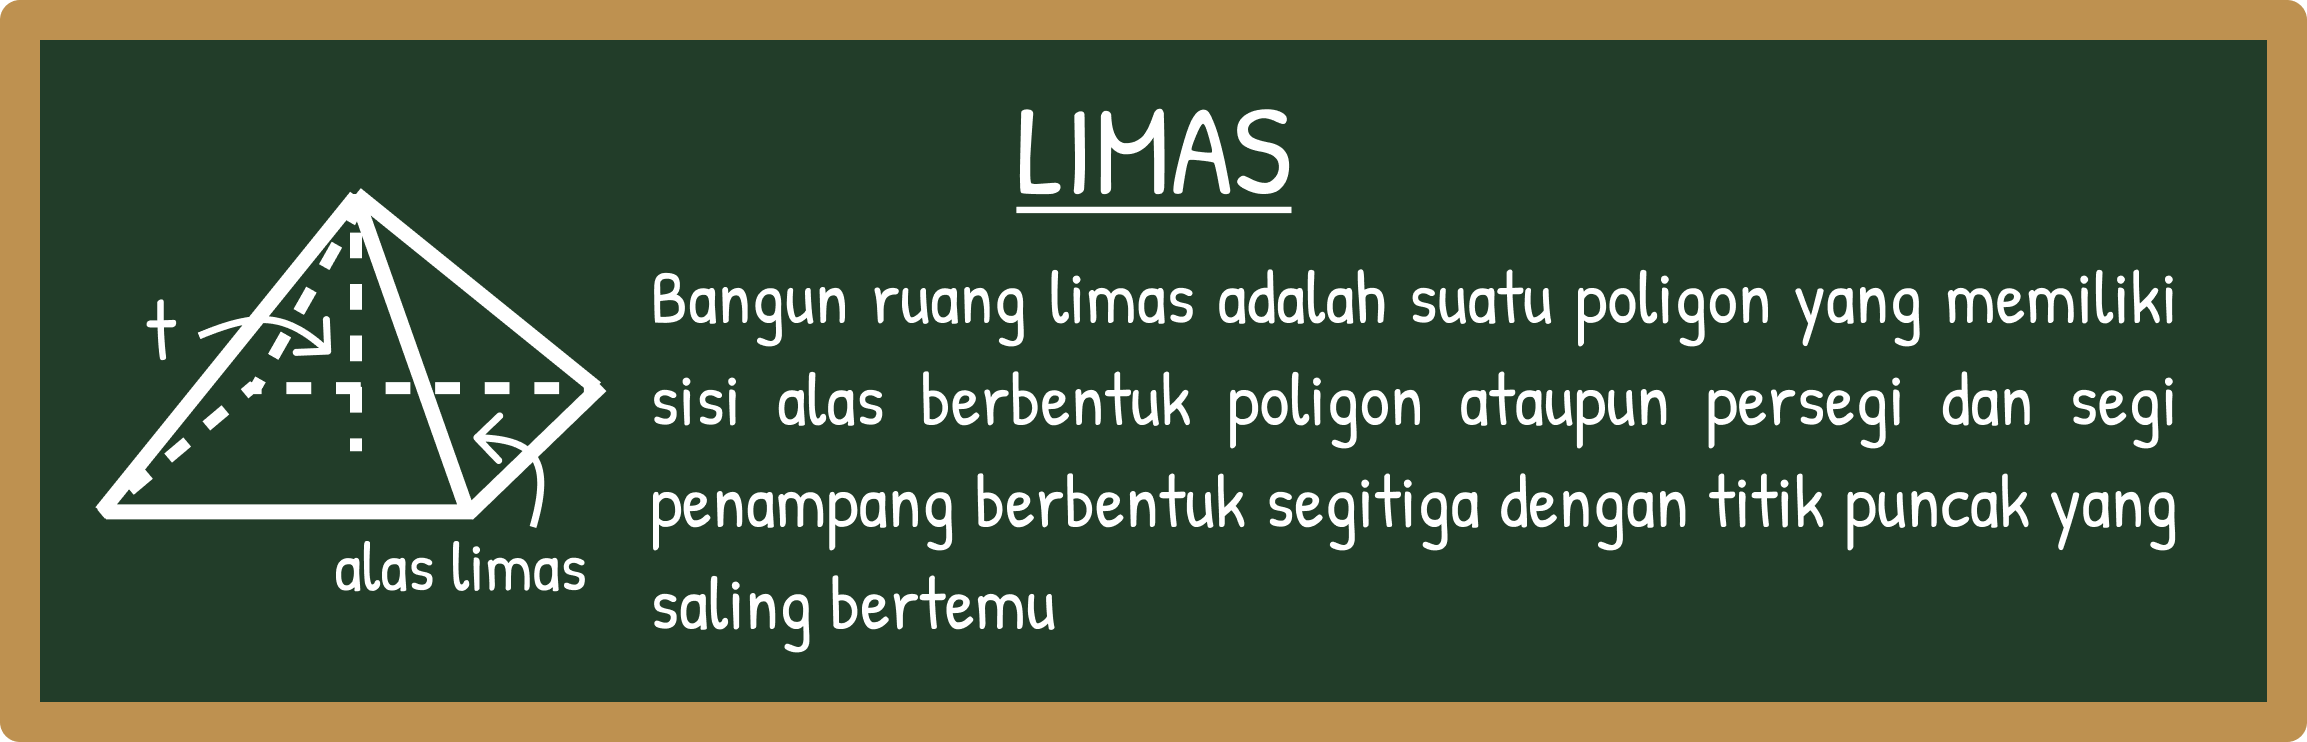 LIMAS
t
alas limas
Bangun ruang limas adalah suatu poligon yang memiliki
sisi alas berbentuk poligon ataupun persegi dan segi
penampang berbentuk segitiga dengan titik puncak yang
saling bertemu